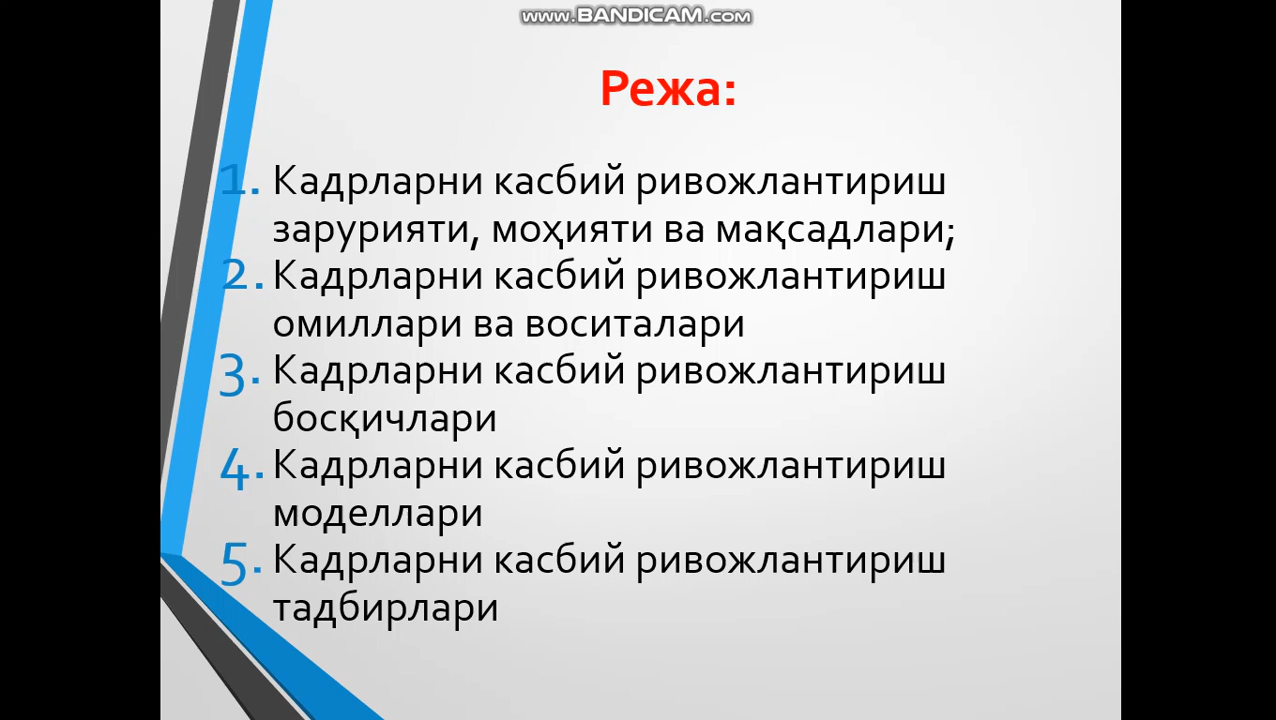 www.BANDICAM.com
Режа:
1. Кадрларни касбий ривожлантириш
зарурияти, моҳияти ва мақсадлари;
2. Кадрларни касбий ривожлантириш
омиллари ва воситалари
3. Кадрларни касбий ривожлантириш
босқичлари
4. Кадрларни касбий ривожлантириш
моделлари
5. Кадрларни касбий ривожлантириш
тадбирлари